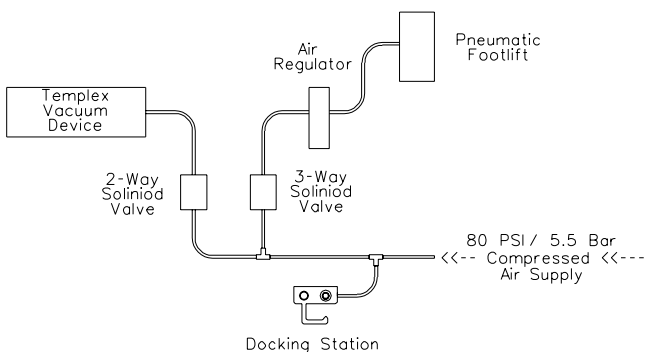 Pneumatic
Footlift
Air
Regulator
Templex
Vacuum
Device
2-Way
Soliniod
Valve
3-Way
Soliniod
Valve
80 PSI/ 5.5 Bar
<<-- Compressed <<---
Air Supply
Docking Station